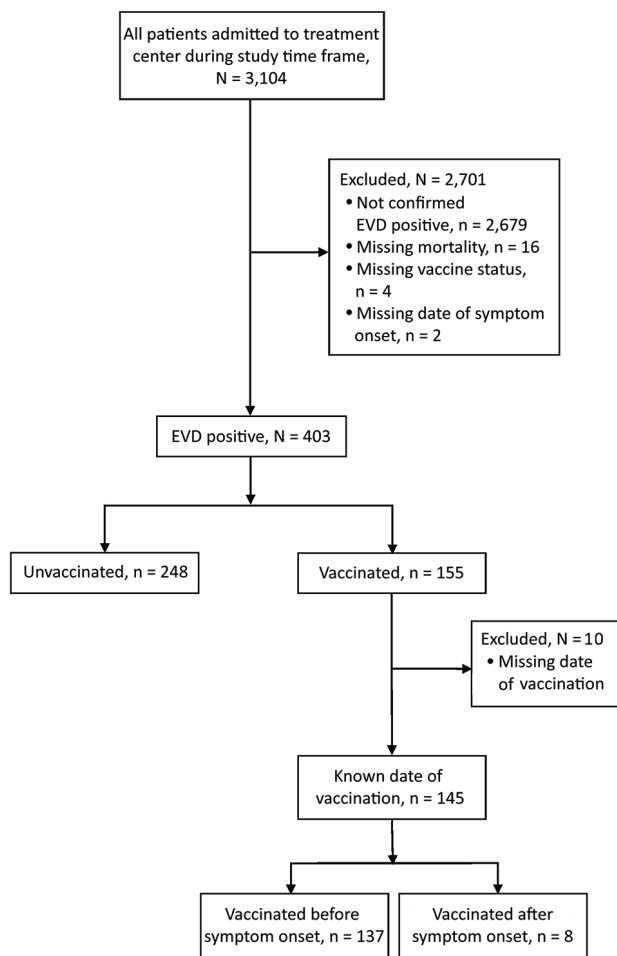 All patients admitted to treatment
center during study time frame,
N = 3,104
Excluded, N = 2,701
• Not confirmed
EVD positive, n = 2,679
• Missing mortality, n = 16
• Missing vaccine status,
n = 4
• Missing date of symptom
onset, n = 2
EVD positive, N = 403
Unvaccinated, n = 248
Vaccinated, n = 155
Excluded, N = 10
• Missing date
of vaccination
Known date of
vaccination, n = 145
Vaccinated before
symptom onset, n = 137
Vaccinated after
symptom onset, n = 8